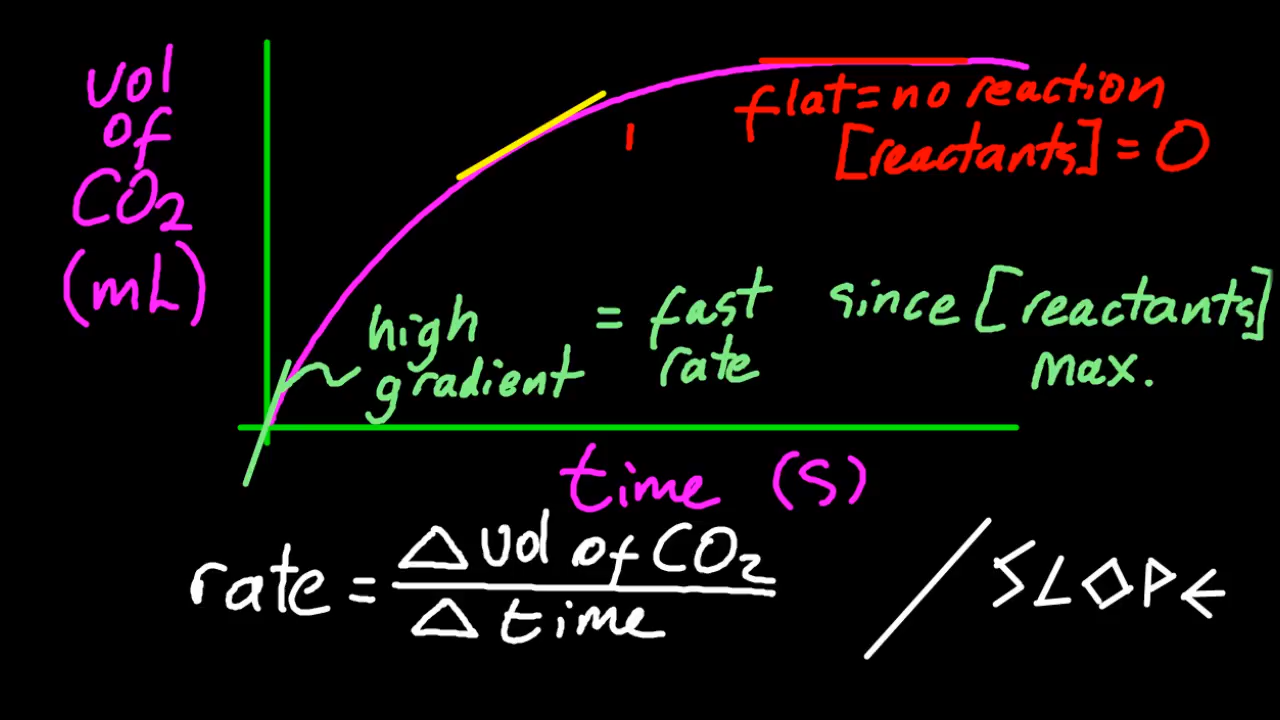 vol
of
CO₂
(mL)
flat = no reaction
[reactants] = 0
high
gradient
= fast
rate
since [reactants]
max.
time (s)
rate = Δ vol of CO₂
Δ time
SLOPE